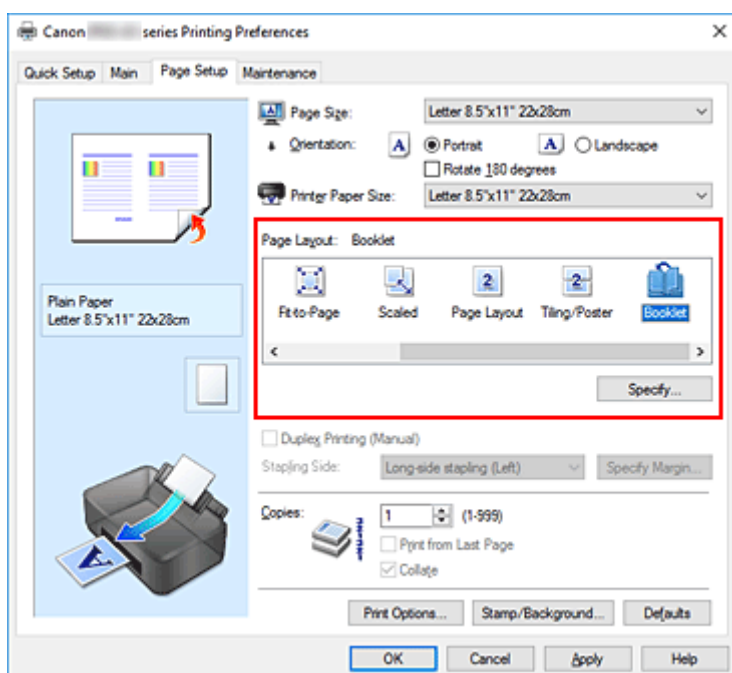 Canon series Printing Preferences
Quick Setup Main Page Setup Maintenance
Page Size: Letter 8.5"x11" 22x28cm
Orientation: A Portrait A Landscape
Rotate 180 degrees
Printer Paper Size: Letter 8.5"x11" 22x28cm
Page Layout: Booklet
Fit-to-Page Scaled Page Layout Tiling/Poster Booklet
Specify...
Plain Paper
Letter 8.5"x11" 22x28cm
Duplex Printing (Manual)
Stapling Side: Long-side stapling (Left) Specify Margin...
Copies: 1 (1-999)
Print from Last Page
Collate
Print Options... Stamp/Background... Defaults
OK Cancel Apply Help